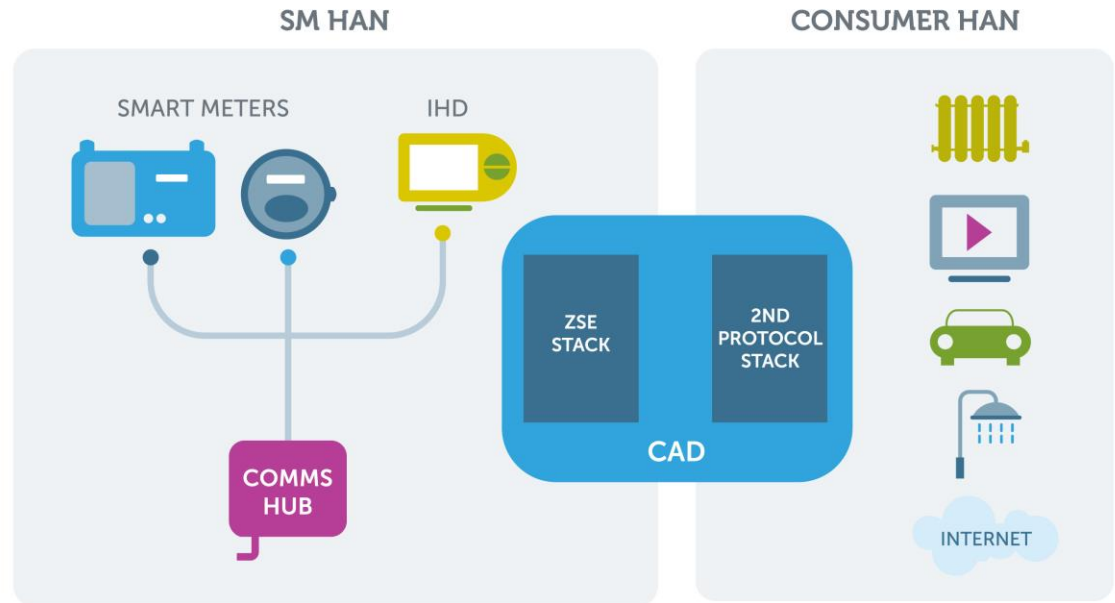 SM HAN
CONSUMER HAN
SMART METERS
IHD
ZSE
STACK
2ND
PROTOCOL
STACK
CAD
COMMS
HUB
INTERNET